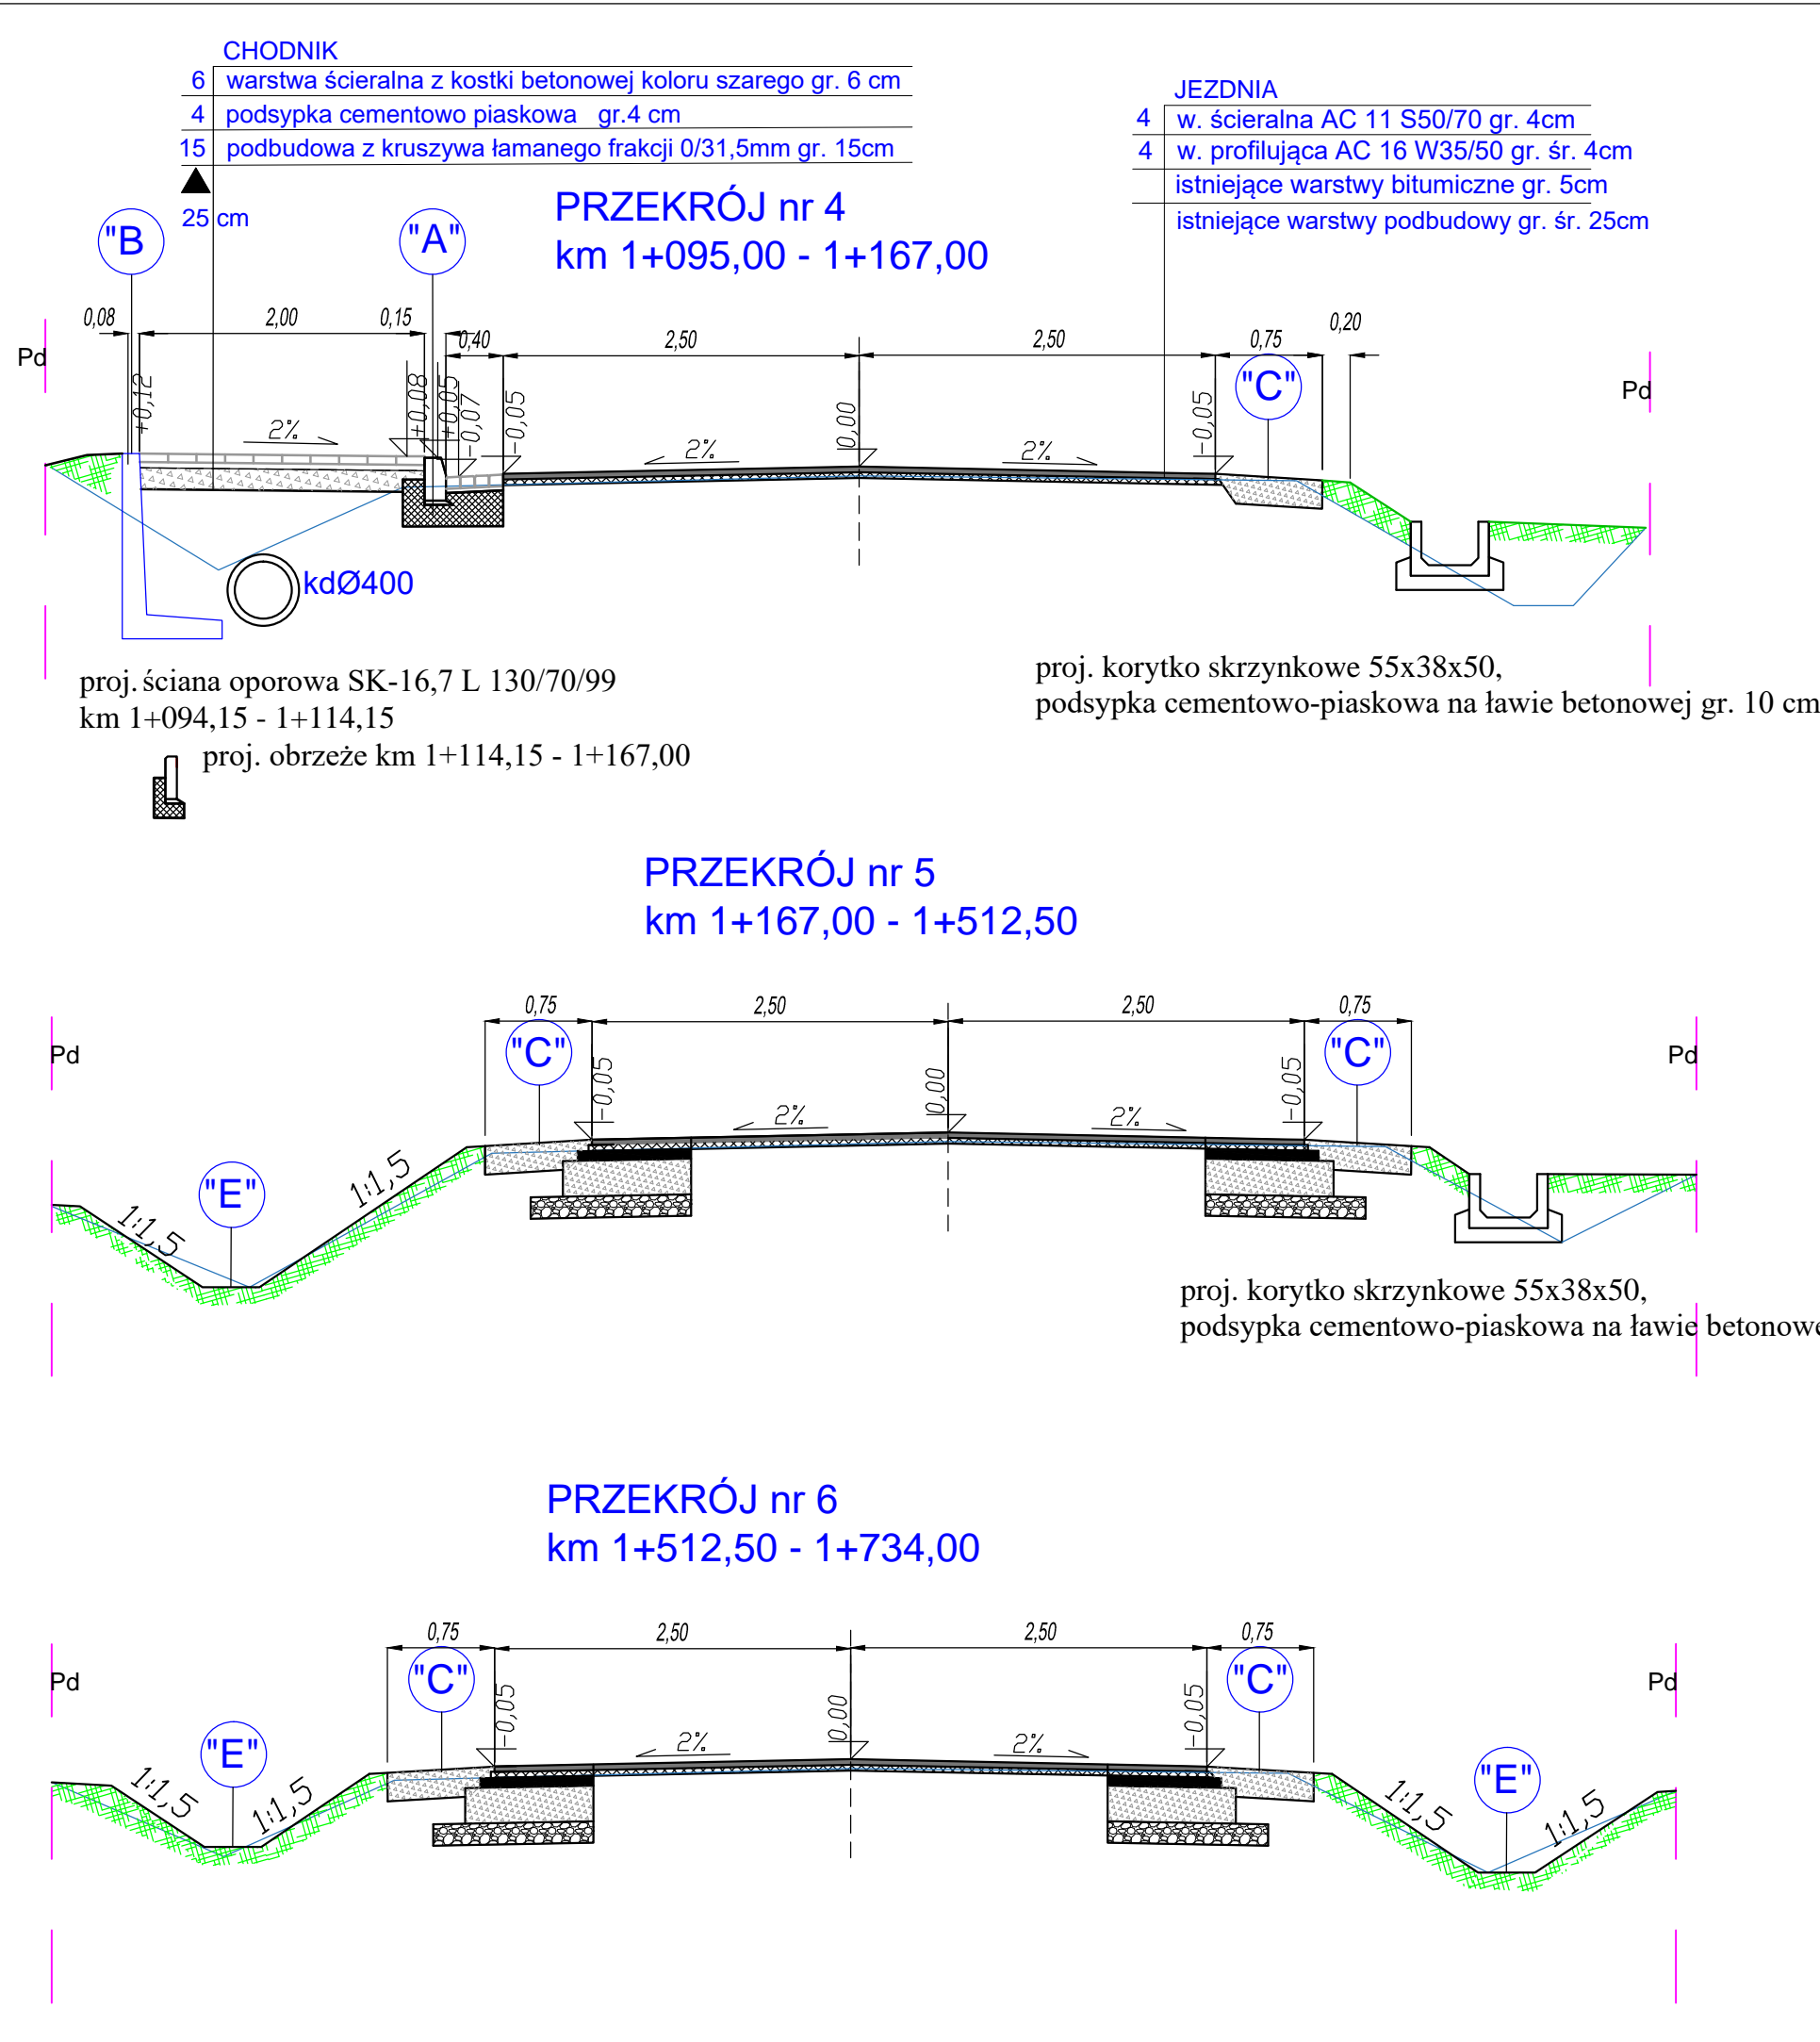 CHODNIK
6 warstwa ścieralna z kostki betonowej koloru szarego gr. 6 cm
4 podsypka cementowo piaskowa gr.4 cm
15 podbudowa z kruszywa łamanego frakcji 0/31,5mm gr. 15cm
25 cm
JEZDNIA
4 w. ścieralna AC 11 S50/70 gr. 4cm
4 w. profilująca AC 16 W35/50 gr. śr. 4cm
istniejące warstwy bitumiczne gr. 5cm
istniejące warstwy podbudowy gr. śr. 25cm
PRZEKRÓJ nr 4
km 1+095,00 - 1+167,00
"B
"A"
"C"
0,08 2,00 0,15 0,40 2,50 2,50 0,75 0,20
Pd
Pd
+0,12 +0,08 +0,05 -0,07 -0,05 0,00 -0,05
2% 2% 2%
kdØ400
proj. ściana oporowa SK-16,7 L 130/70/99
km 1+094,15 - 1+114,15
proj. obrzeże km 1+114,15 - 1+167,00
proj. korytko skrzynkowe 55x38x50,
podsypka cementowo-piaskowa na ławie betonowej gr. 10 cm
PRZEKRÓJ nr 5
km 1+167,00 - 1+512,50
0,75 2,50 2,50 0,75
Pd "C" "C" Pd
-0,05 0,00 -0,05
2% 2%
"E"
1:1,5 1:1,5
proj. korytko skrzynkowe 55x38x50,
podsypka cementowo-piaskowa na ławie betonowe
PRZEKRÓJ nr 6
km 1+512,50 - 1+734,00
0,75 2,50 2,50 0,75
Pd "C" "C" Pd
-0,05 0,00 -0,05
2% 2%
"E" "E"
1:1,5 1:1,5 1:1,5 1:1,5